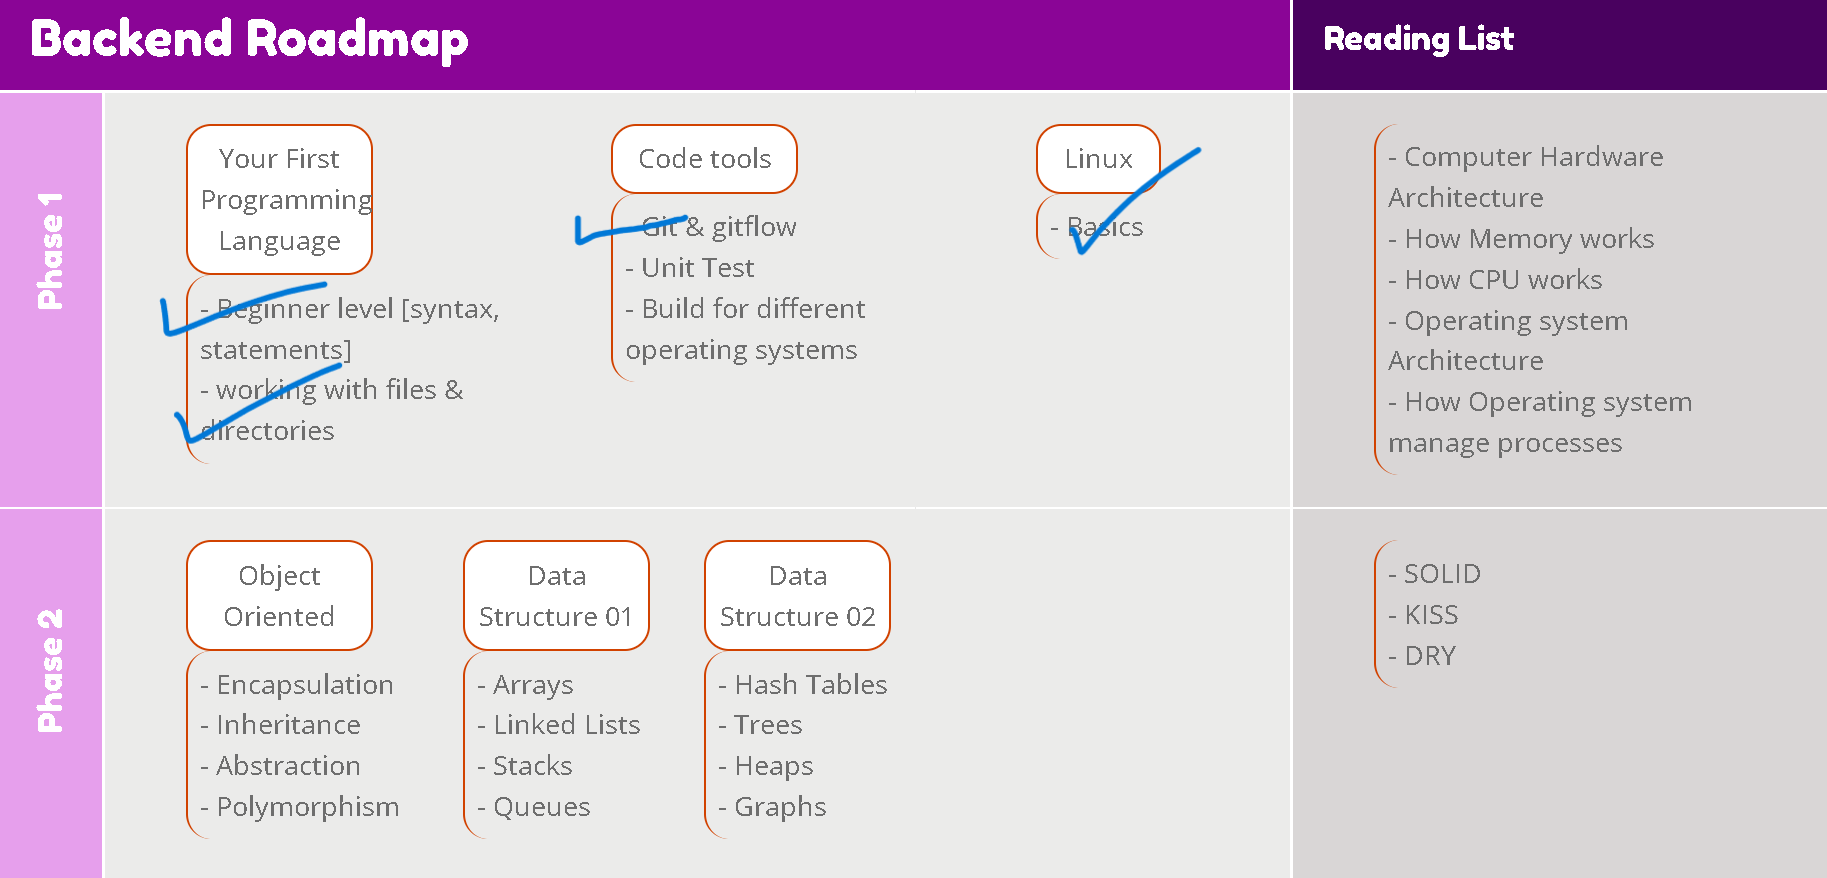 Backend Roadmap
Reading List
Phase 1
Your First
Programming
Language
- Beginner level [syntax,
statements]
- working with files &
directories
Code tools
- Git & gitflow
- Unit Test
- Build for different
operating systems
Linux
- Basics
- Computer Hardware
Architecture
- How Memory works
- How CPU works
- Operating system
Architecture
- How Operating system
manage processes
Phase 2
Object
Oriented
- Encapsulation
- Inheritance
- Abstraction
- Polymorphism
Data
Structure 01
- Arrays
- Linked Lists
- Stacks
- Queues
Data
Structure 02
- Hash Tables
- Trees
- Heaps
- Graphs
- SOLID
- KISS
- DRY